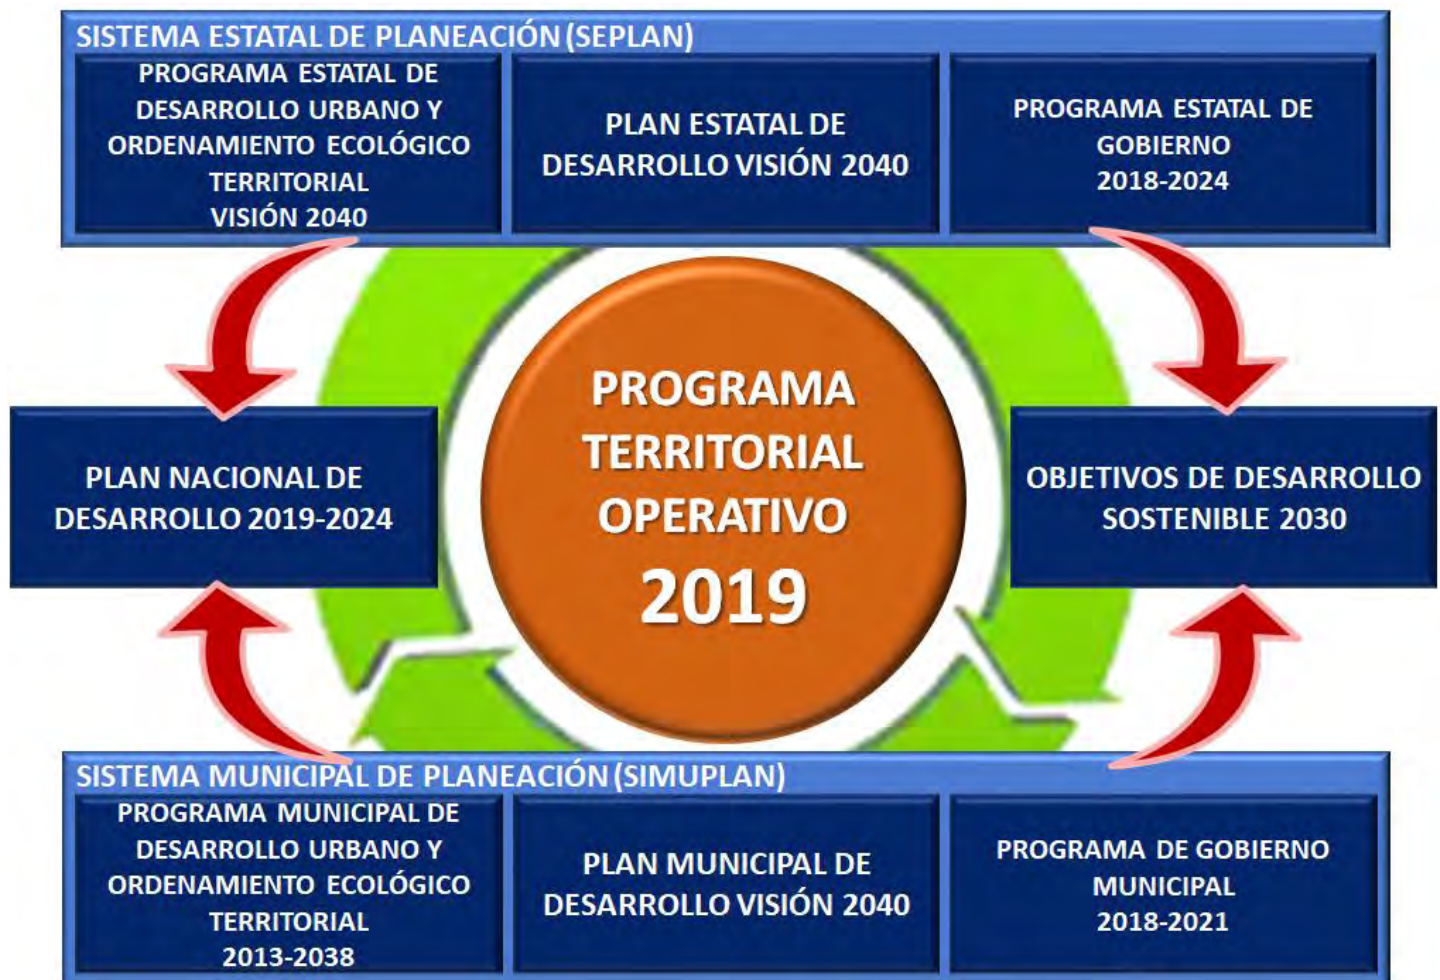 SISTEMA ESTATAL DE PLANEACIÓN (SEPLAN)
PROGRAMA ESTATAL DE
DESARROLLO URBANO Y
ORDENAMIENTO ECOLÓGICO
TERRITORIAL
VISIÓN 2040
PLAN ESTATAL DE
DESARROLLO VISIÓN 2040
PROGRAMA ESTATAL DE
GOBIERNO
2018-2024
PLAN NACIONAL DE
DESARROLLO 2019-2024
PROGRAMA
TERRITORIAL
OPERATIVO
2019
OBJETIVOS DE DESARROLLO
SOSTENIBLE 2030
SISTEMA MUNICIPAL DE PLANEACIÓN (SIMUPLAN)
PROGRAMA MUNICIPAL DE
DESARROLLO URBANO Y
ORDENAMIENTO ECOLÓGICO
TERRITORIAL
2013-2038
PLAN MUNICIPAL DE
DESARROLLO VISIÓN 2040
PROGRAMA DE GOBIERNO
MUNICIPAL
2018-2021